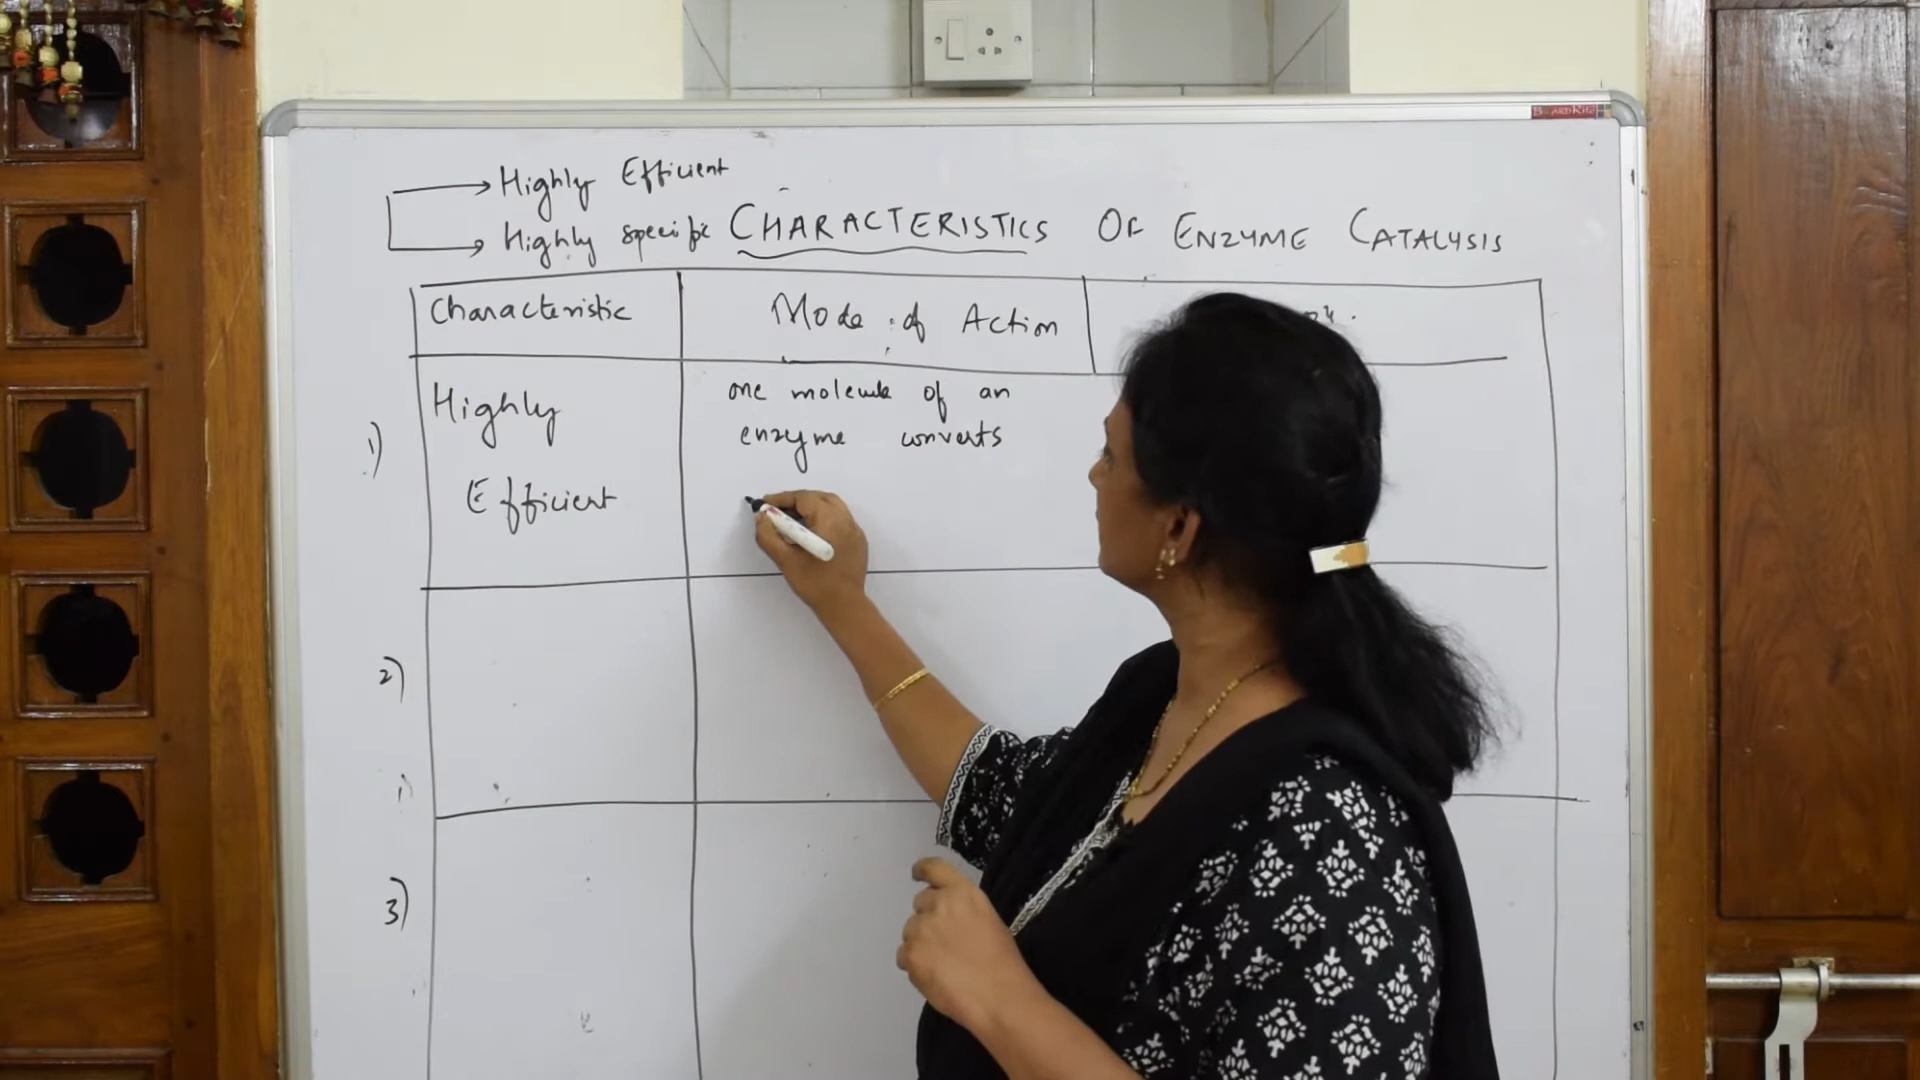 Highly Efficient
Highly specific
CHARACTERISTICS OF ENZYME CATALYSIS
Characteristic
Mode of Action
1)
Highly
Efficient
one molecule of an
enzyme converts
2)
3)